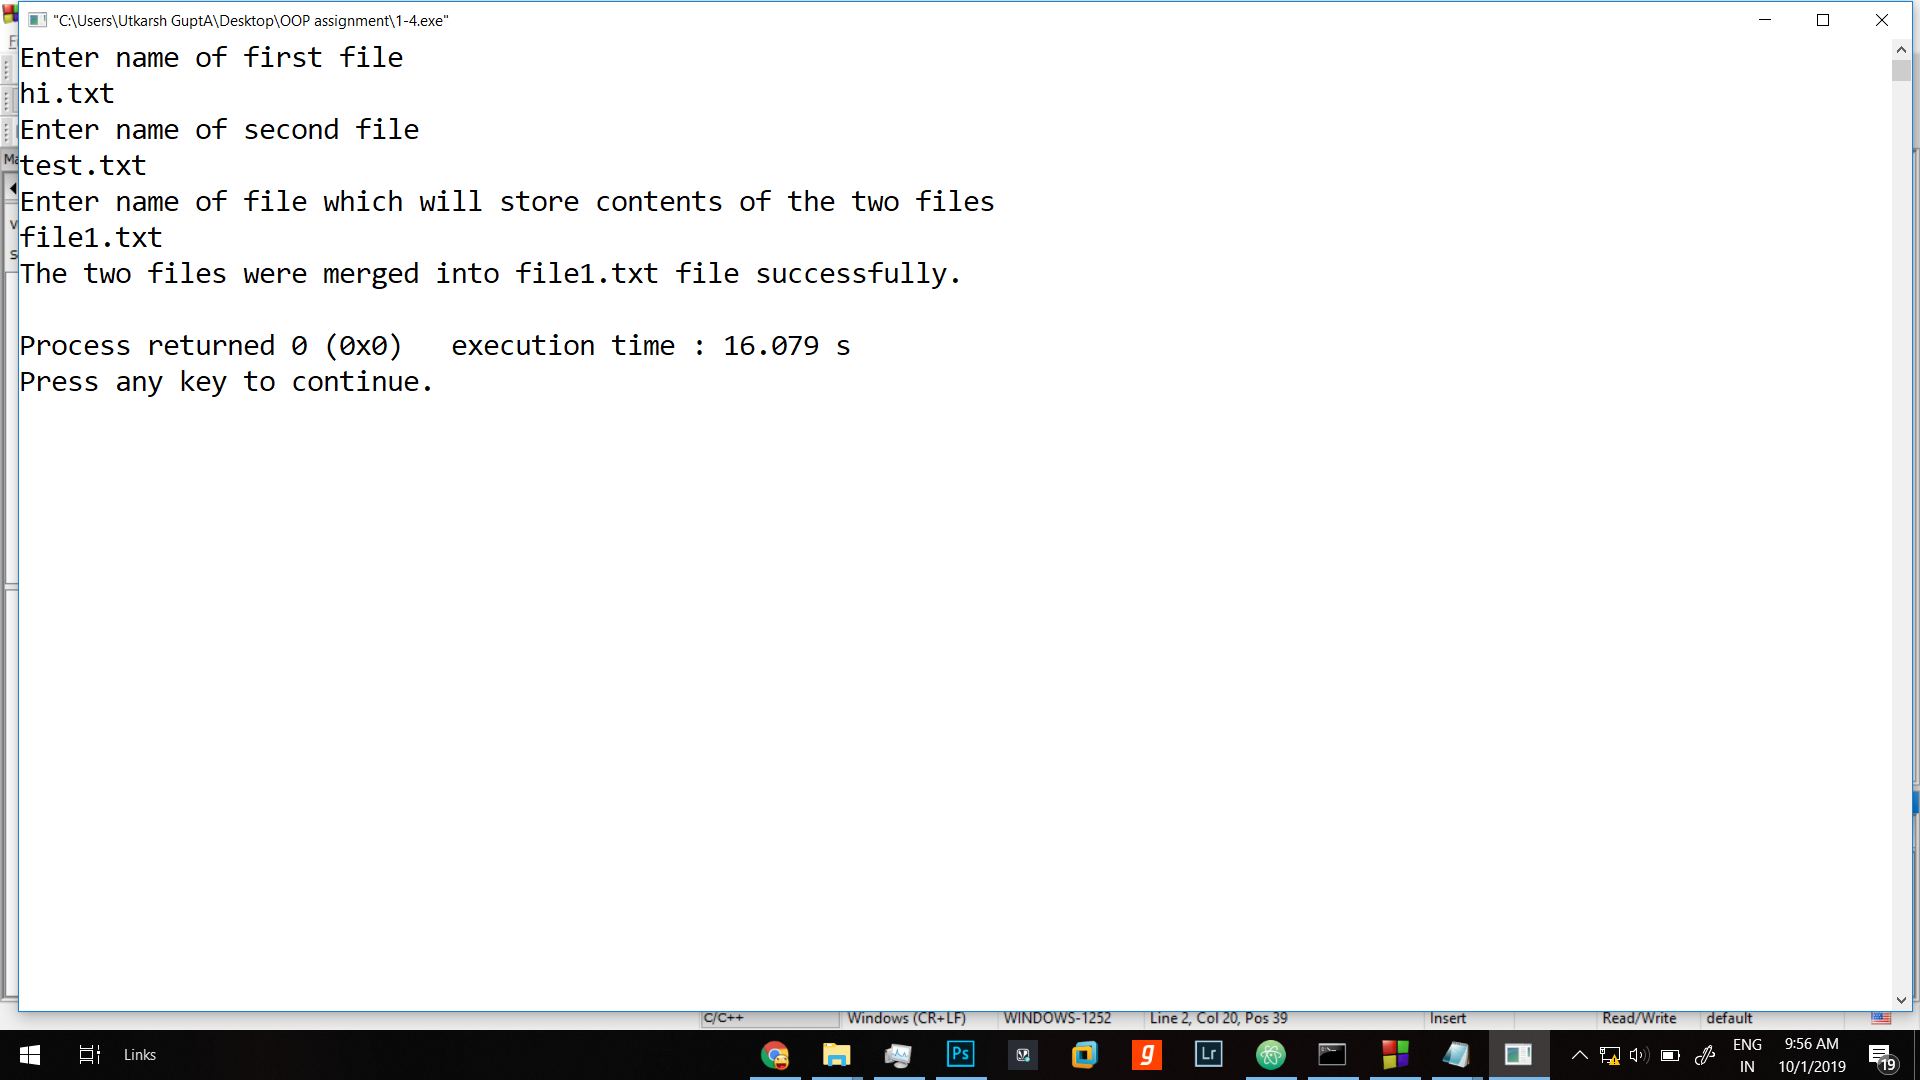 "C:\Users\Utkarsh GuptA\Desktop\OOP assignment\1-4.exe"
Enter name of first file
hi.txt
Enter name of second file
test.txt
Enter name of file which will store contents of the two files
file1.txt
The two files were merged into file1.txt file successfully.
Process returned 0 (0x0)   execution time : 16.079 s
Press any key to continue.
C/C++ Windows (CR+LF) WINDOWS-1252 Line 2, Col 20, Pos 39 Insert Read/Write default
Links Ps g Lr ENG IN 9:56 AM 10/1/2019 19